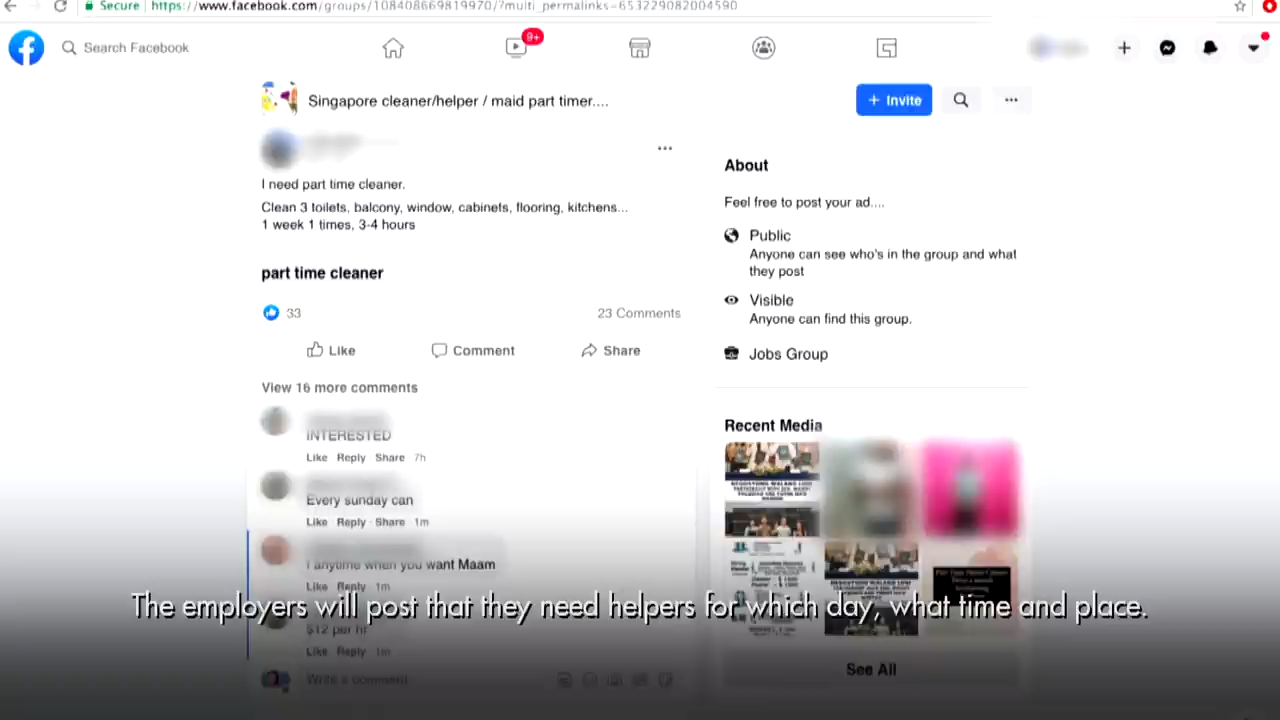 Secure https://www.facebook.com/groups/108408669819970/?multi_permalinks=653229082004590
Search Facebook
9+
Singapore cleaner/helper / maid part timer....
+ Invite
I need part time cleaner.
Clean 3 toilets, balcony, window, cabinets, flooring, kitchens...
1 week 1 times, 3-4 hours
part time cleaner
33
23 Comments
Like Comment Share
View 16 more comments
INTERESTED
Like Reply Share 7h
Every sunday can
Like Reply · Share 1m
I anytime when you want Maam
Like Reply 1m
$12 per hr
Like Reply 1m
Write a comment
About
Feel free to post your ad....
Public
Anyone can see who's in the group and what
they post
Visible
Anyone can find this group.
Jobs Group
Recent Media
See All
The employers will post that they need helpers for which day, what time and place.